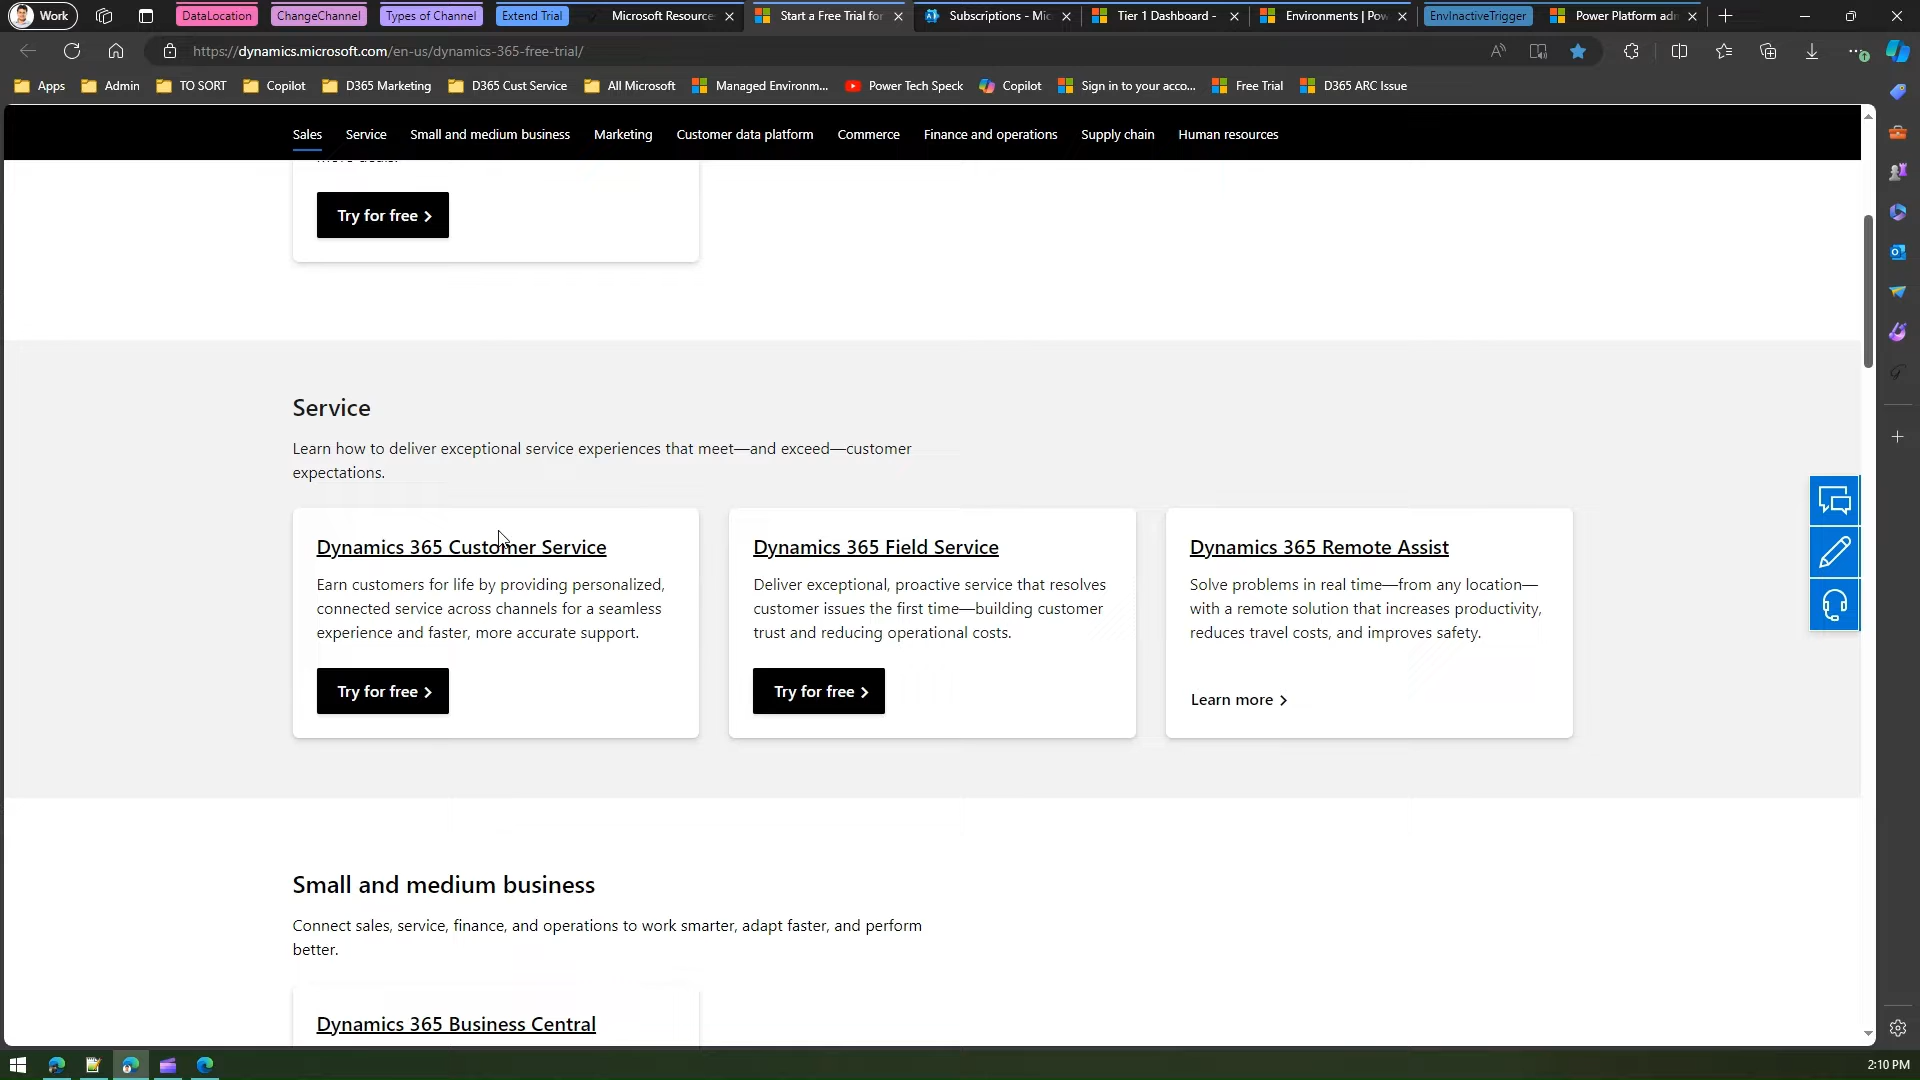 Work
DataLocation
ChangeChannel
Types of Channel
Extend Trial
Microsoft Resource
Start a Free Trial for
Subscriptions - Mic
Tier 1 Dashboard -
Environments | Pow
EnvInactiveTrigger
Power Platform adm
https://dynamics.microsoft.com/en-us/dynamics-365-free-trial/
Apps
Admin
TO SORT
Copilot
D365 Marketing
D365 Cust Service
All Microsoft
Managed Environm...
Power Tech Speck
Copilot
Sign in to your acco...
Free Trial
D365 ARC Issue
Sales
Service
Small and medium business
Marketing
Customer data platform
Commerce
Finance and operations
Supply chain
Human resources
Try for free
Service
Learn how to deliver exceptional service experiences that meet—and exceed—customer
expectations.
Dynamics 365 Customer Service
Earn customers for life by providing personalized,
connected service across channels for a seamless
experience and faster, more accurate support.
Try for free
Dynamics 365 Field Service
Deliver exceptional, proactive service that resolves
customer issues the first time—building customer
trust and reducing operational costs.
Try for free
Dynamics 365 Remote Assist
Solve problems in real time—from any location—
with a remote solution that increases productivity,
reduces travel costs, and improves safety.
Learn more
Small and medium business
Connect sales, service, finance, and operations to work smarter, adapt faster, and perform
better.
Dynamics 365 Business Central
2:10 PM